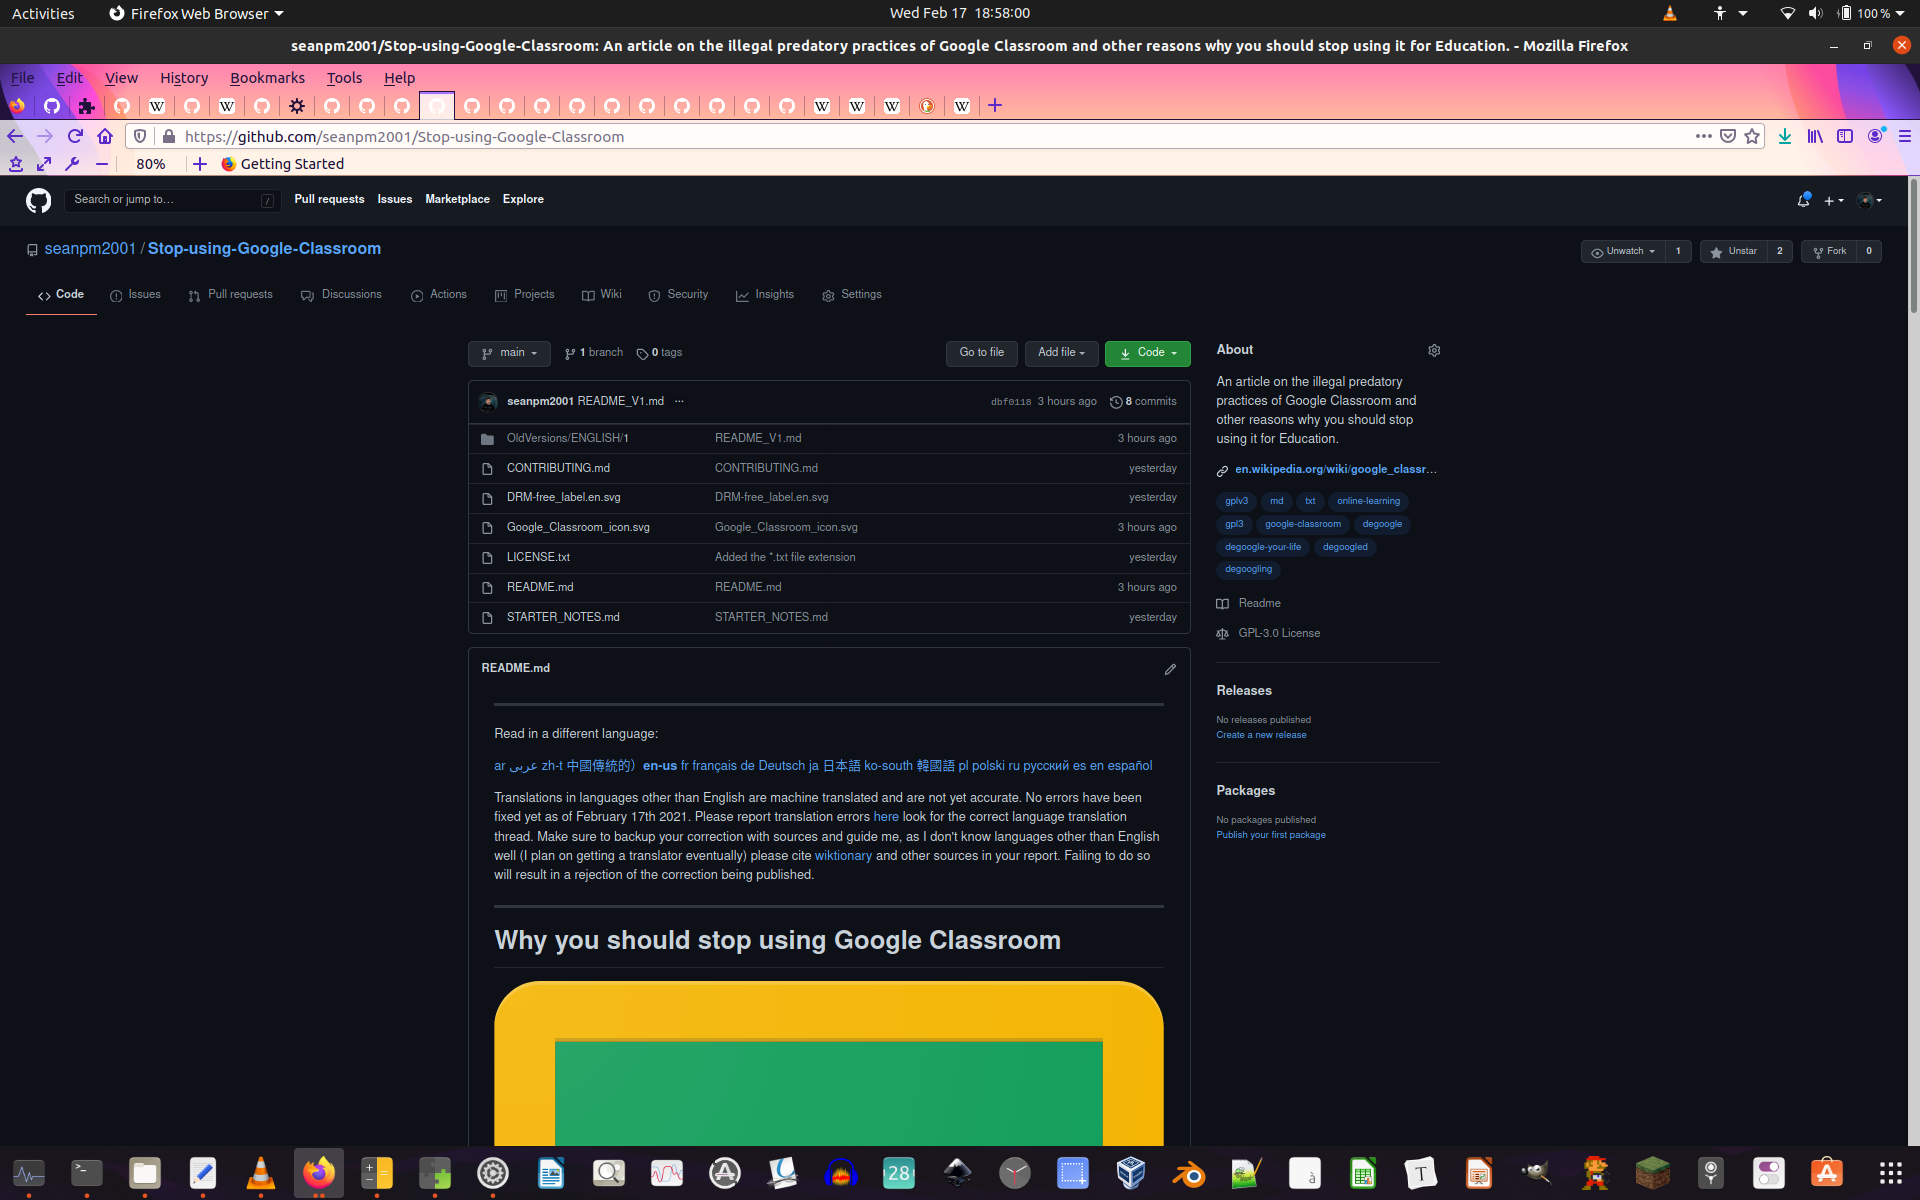 Activities Firefox Web Browser Wed Feb 17 18:58:00 100 %
seanpm2001/Stop-using-Google-Classroom: An article on the illegal predatory practices of Google Classroom and other reasons why you should stop using it for Education. - Mozilla Firefox
File Edit View History Bookmarks Tools Help
https://github.com/seanpm2001/Stop-using-Google-Classroom
80% Getting Started
Search or jump to… / Pull requests Issues Marketplace Explore
seanpm2001 / Stop-using-Google-Classroom Unwatch 1 Unstar 2 Fork 0
Code Issues Pull requests Discussions Actions Projects Wiki Security Insights Settings
main 1 branch 0 tags Go to file Add file Code
seanpm2001 README_V1.md ... dbf0118 3 hours ago 8 commits
OldVersions/ENGLISH/1 README_V1.md 3 hours ago
CONTRIBUTING.md CONTRIBUTING.md yesterday
DRM-free_label.en.svg DRM-free_label.en.svg yesterday
Google_Classroom_icon.svg Google_Classroom_icon.svg 3 hours ago
LICENSE.txt Added the *.txt file extension yesterday
README.md README.md 3 hours ago
STARTER_NOTES.md STARTER_NOTES.md yesterday
README.md
Read in a different language:
ar عربى zh-t 中國傳統的）en-us fr français de Deutsch ja 日本語 ko-south 韓國語 pl polski ru русский es en español
Translations in languages other than English are machine translated and are not yet accurate. No errors have been
fixed yet as of February 17th 2021. Please report translation errors here look for the correct language translation
thread. Make sure to backup your correction with sources and guide me, as I don't know languages other than English
well (I plan on getting a translator eventually) please cite wiktionary and other sources in your report. Failing to do so
will result in a rejection of the correction being published.
Why you should stop using Google Classroom
About
An article on the illegal predatory
practices of Google Classroom and
other reasons why you should stop
using it for Education.
en.wikipedia.org/wiki/google_classr…
gplv3 md txt online-learning
gpl3 google-classroom degoogle
degoogle-your-life degoogled
degoogling
Readme
GPL-3.0 License
Releases
No releases published
Create a new release
Packages
No packages published
Publish your first package
28